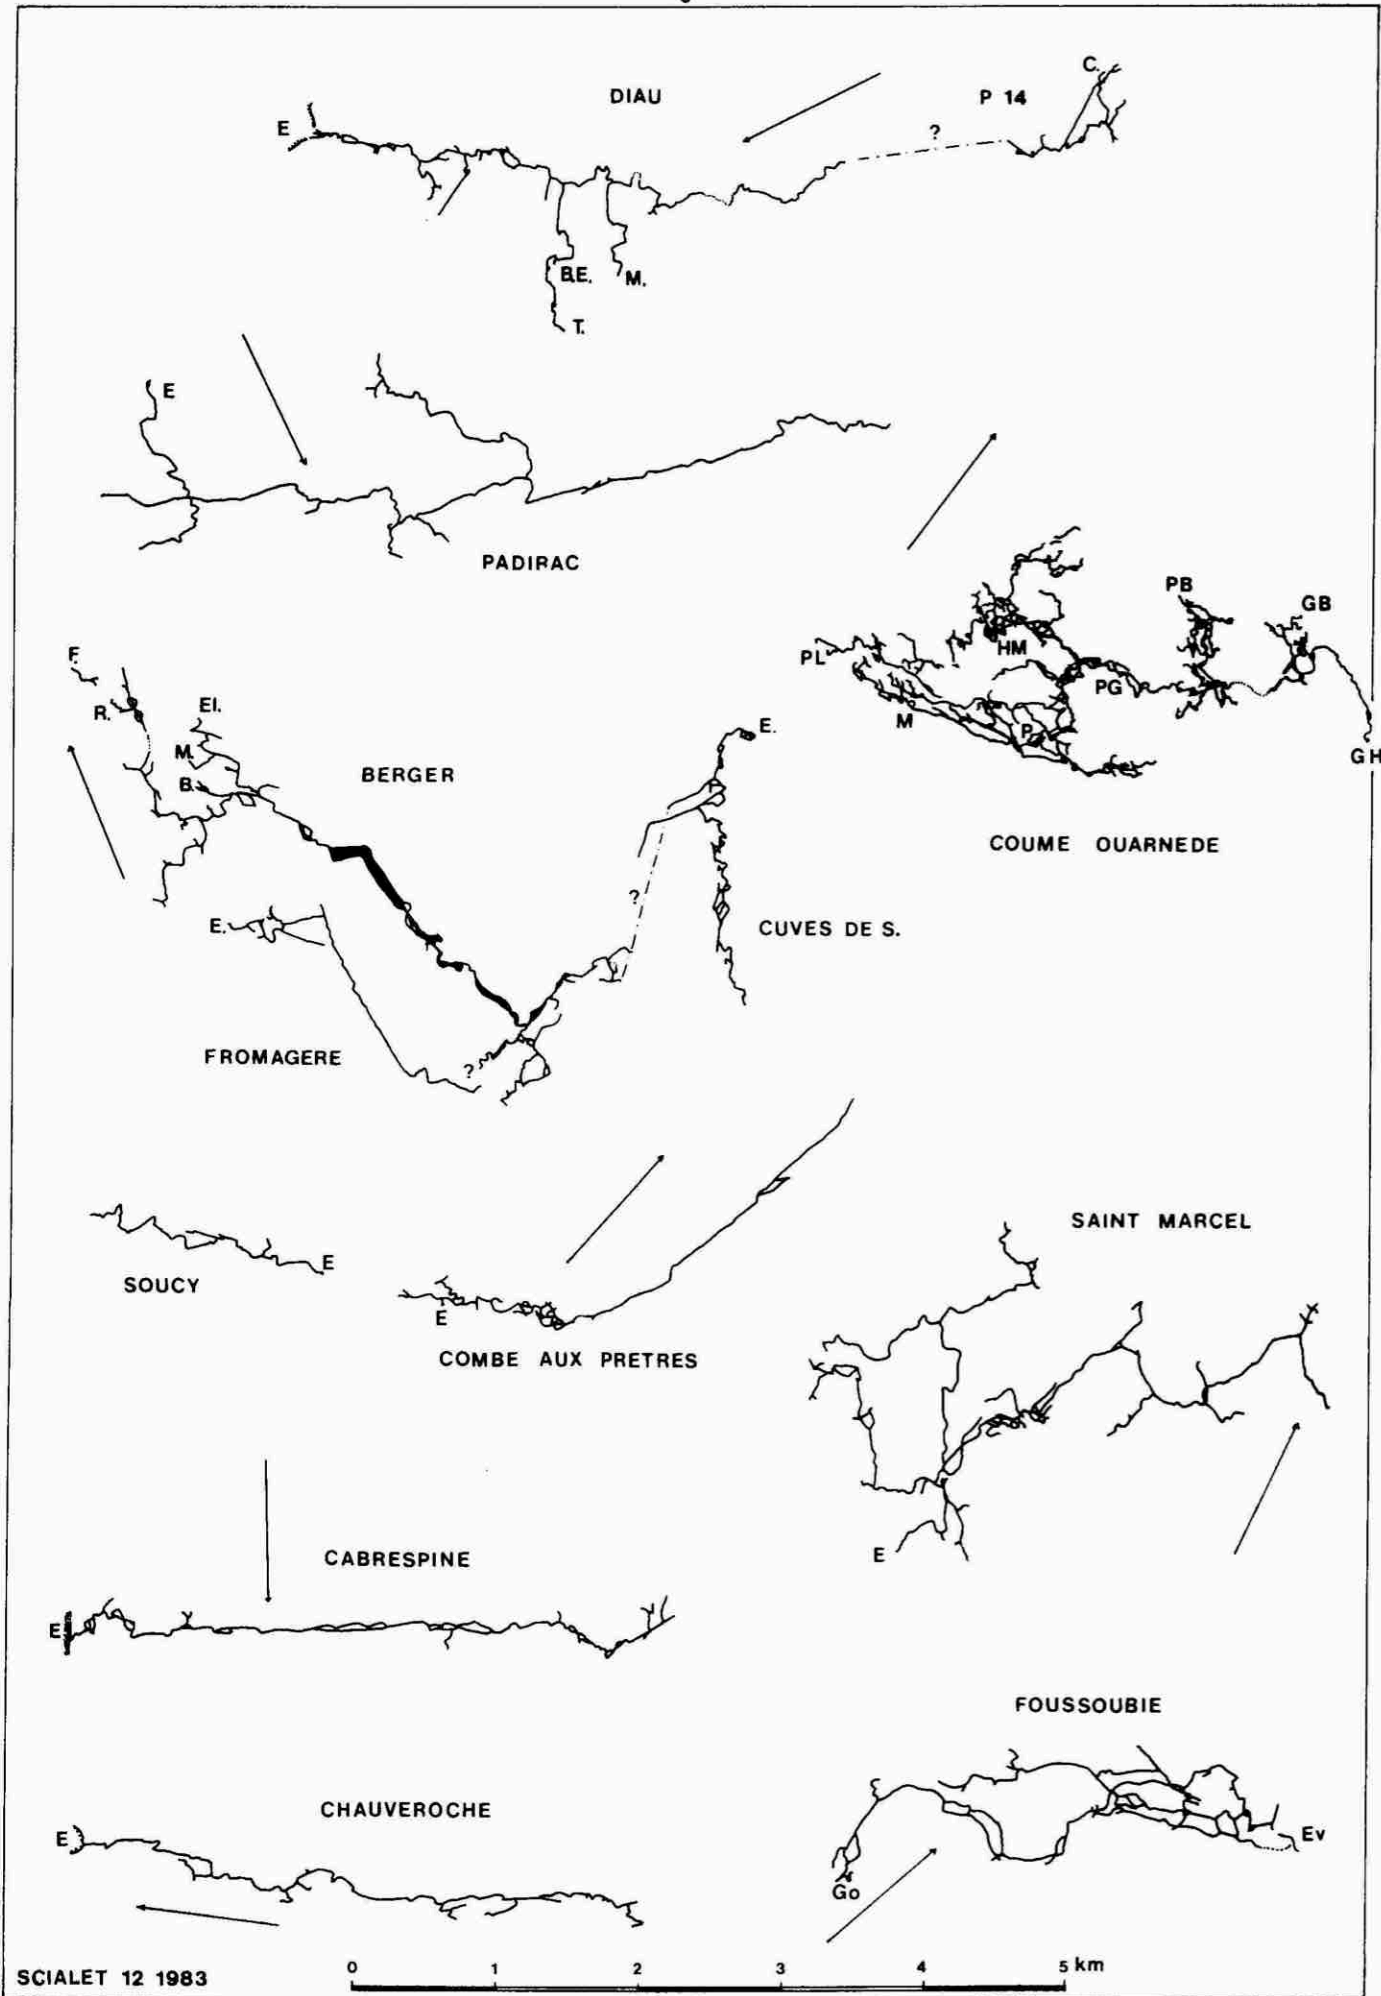 DIAU
P 14
C.
E
?
B.E.
M.
T.
E
PADIRAC
PB
GB
HM
PL
PG
M
P
GH
COUME OUARNEDE
F.
R.
El.
M.
B.
BERGER
E.
?
CUVES DE S.
E.
FROMAGERE
?
SOUCY
E
E
COMBE AUX PRETRES
SAINT MARCEL
E
CABRESPINE
E
FOUSSOUBIE
Ev
Go
CHAUVEROCHE
E
SCIALET 12 1983
0 1 2 3 4 5 km